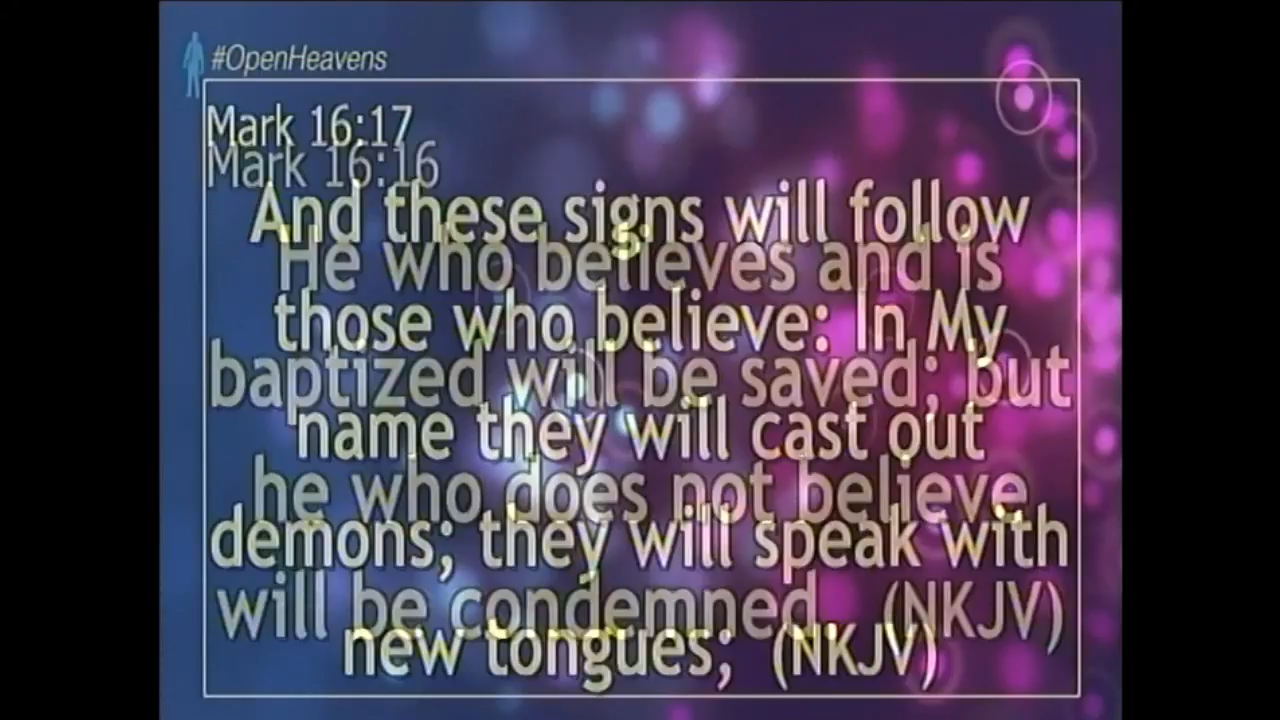 #OpenHeavens
Mark 16:17
Mark 16:16
And these signs will follow
He who believes and is
those who believe: In My
baptized will be saved; but
name they will cast out
he who does not believe
demons; they will speak with
will be condemned. (NKJV)
new tongues; (NKJV)